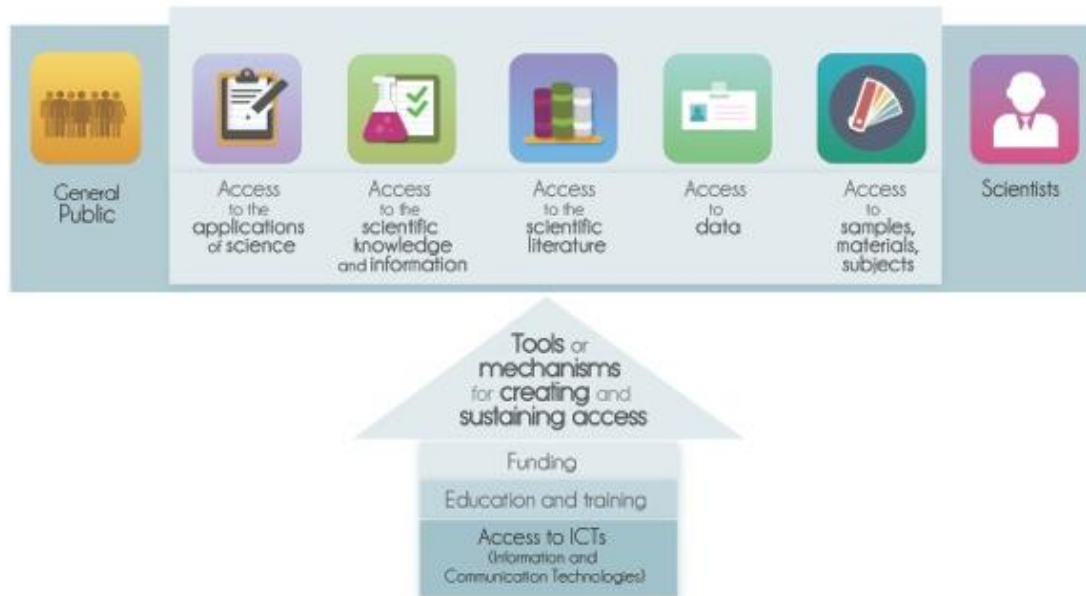 General
Public
Access
to the
applications
of science
Access
to the
scientific
knowledge
and information
Access
to the
scientific
literature
Access
to
data
Access
to
samples,
materials,
subjects
Scientists
Tools or
mechanisms
for creating and
sustaining access
Funding
Education and training
Access to ICTs
(Information and
Communication Technologies)